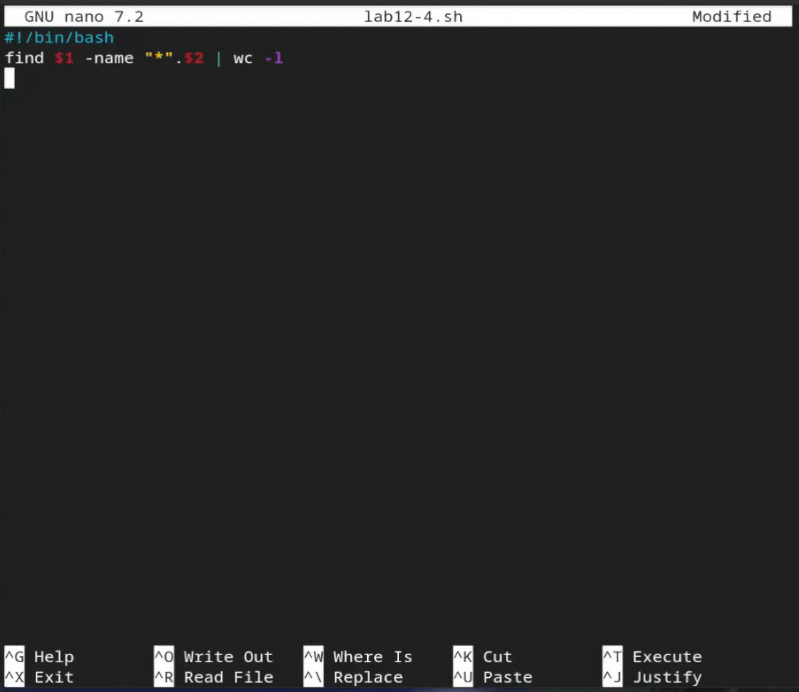 GNU nano 7.2 lab12-4.sh Modified
#!/bin/bash
find $1 -name "*".$2 | wc -l
^G Help ^O Write Out ^W Where Is ^K Cut ^T Execute
^X Exit ^R Read File ^\ Replace ^U Paste ^J Justify